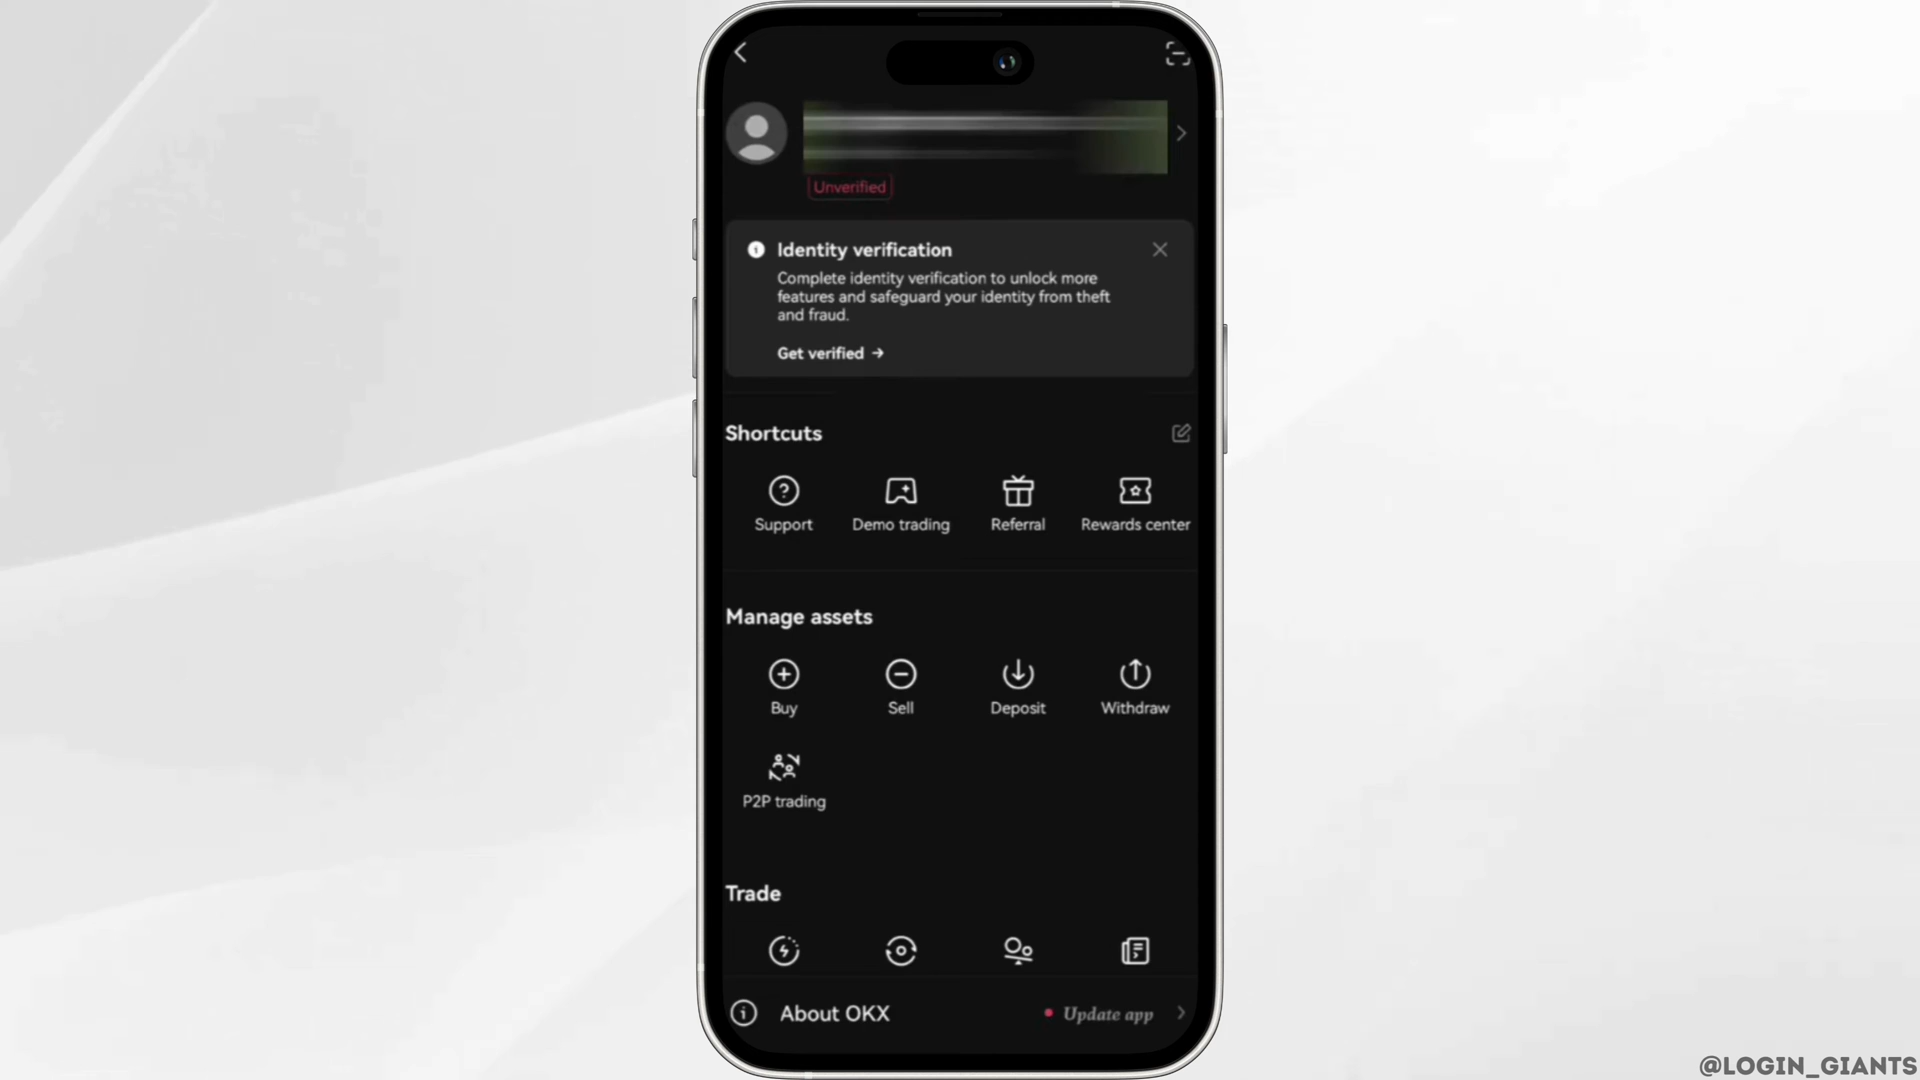 Unverified
Identity verification
Complete identity verification to unlock more
features and safeguard your identity from theft
and fraud.
Get verified →
Shortcuts
Support Demo trading Referral Rewards center
Manage assets
Buy Sell Deposit Withdraw
P2P trading
Trade
About OKX Update app
@LOGIN_GIANTS